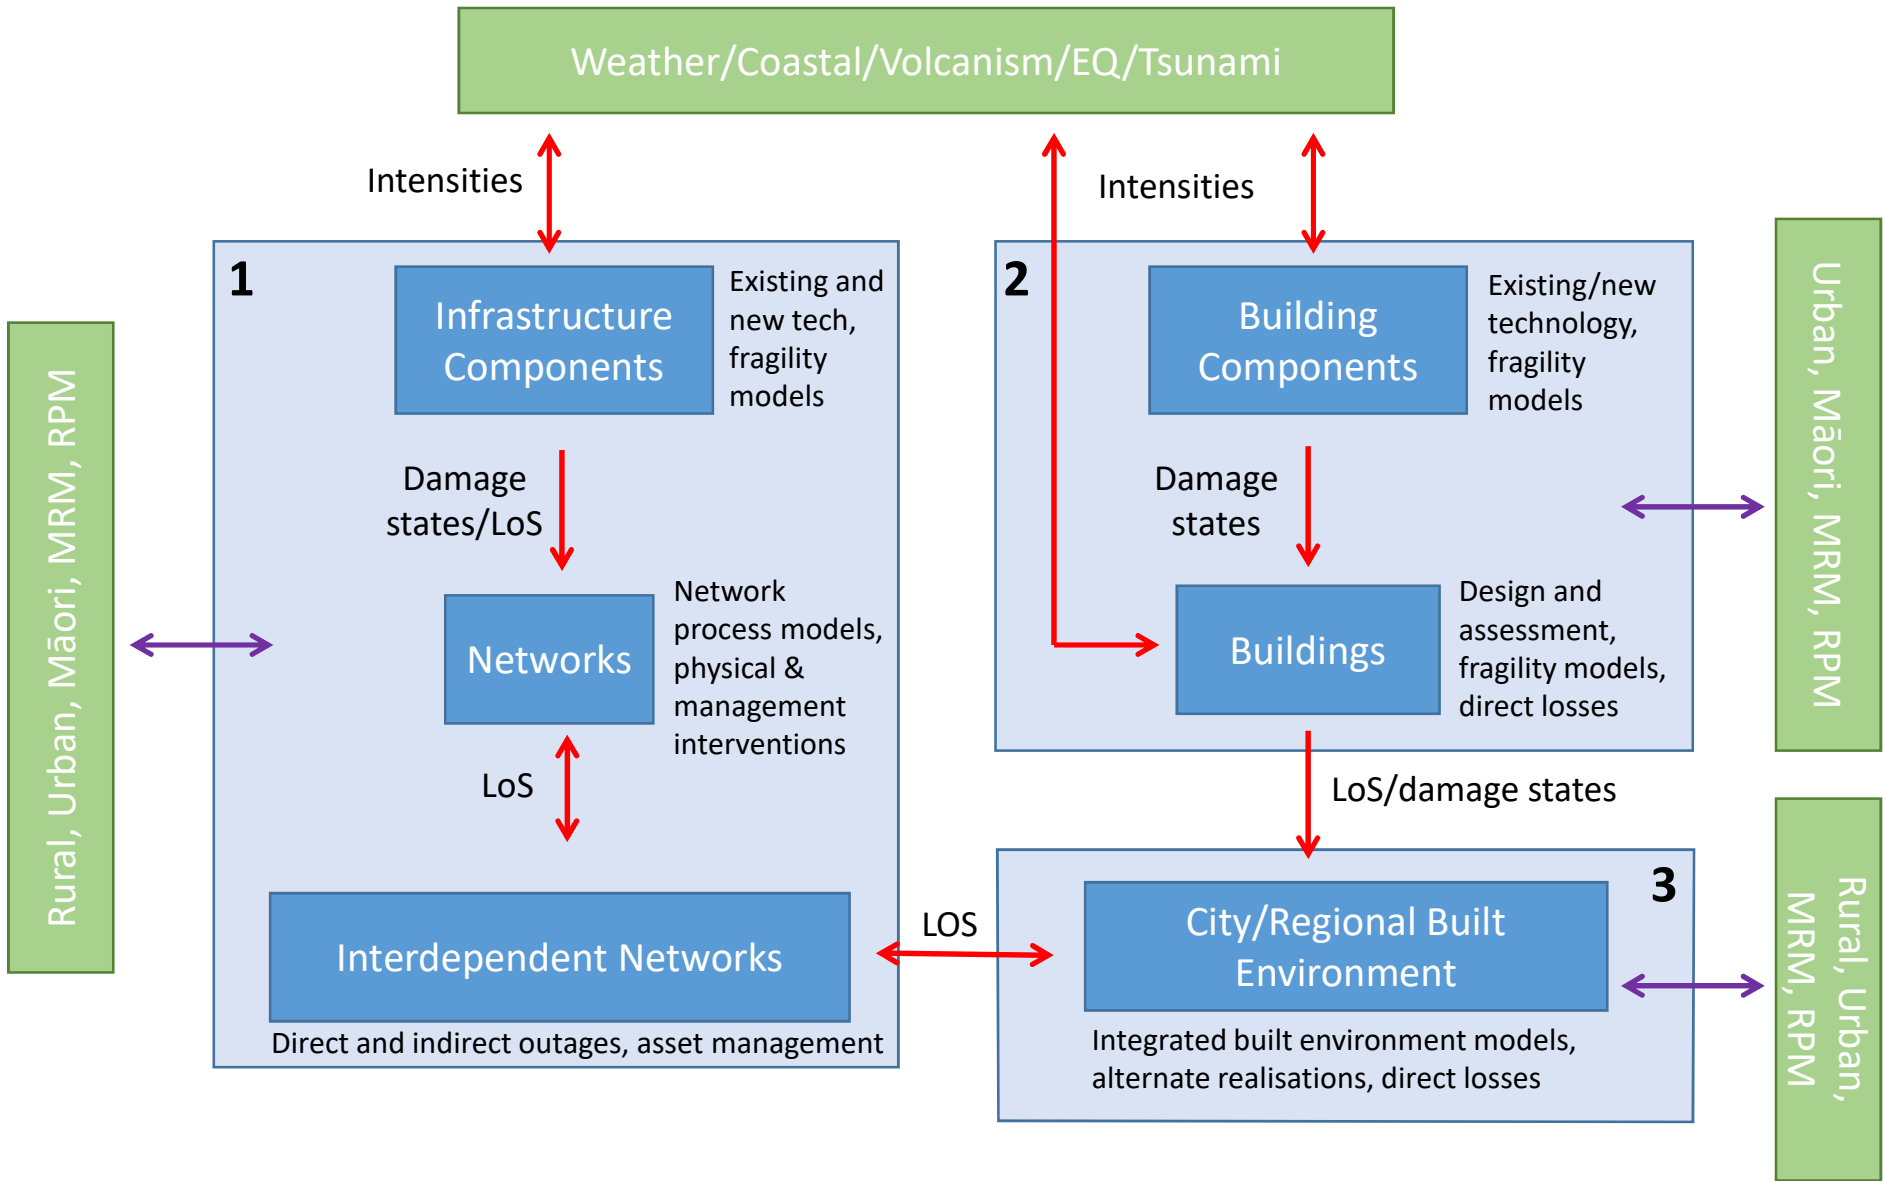 Weather/Coastal/Volcanism/EQ/Tsunami
Intensities
Intensities
1
Infrastructure
Components
Existing and
new tech,
fragility
models
Damage
states/LoS
Networks
Network
process models,
physical &
management
interventions
LoS
Interdependent Networks
Direct and indirect outages, asset management
Rural, Urban, Māori, MRM, RPM
2
Building
Components
Existing/new
technology,
fragility
models
Damage
states
Buildings
Design and
assessment,
fragility models,
direct losses
Urban, Māori, MRM, RPM
LoS/damage states
LOS
3
City/Regional Built
Environment
Integrated built environment models,
alternate realisations, direct losses
Rural, Urban,
MRM, RPM